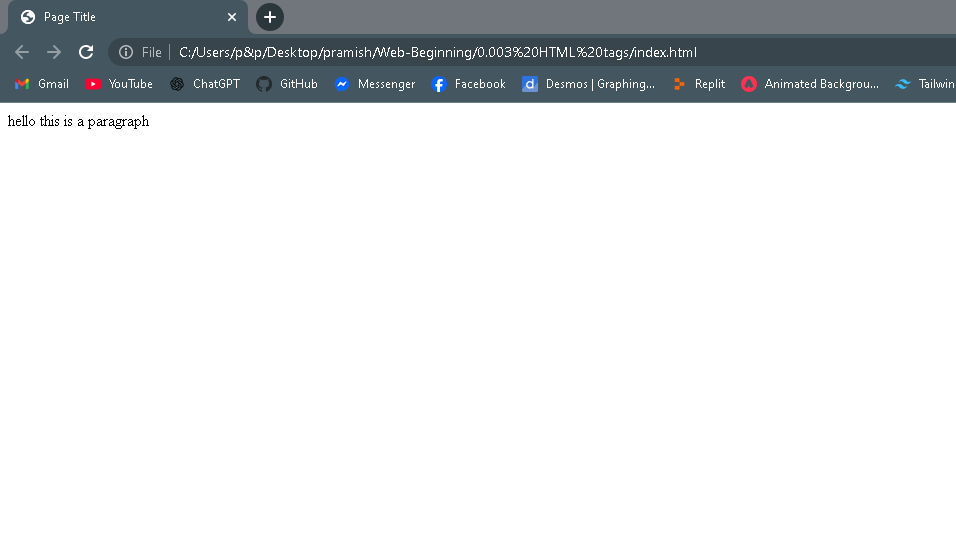 Page Title
File C:/Users/p&p/Desktop/pramish/Web-Beginning/0.003%20HTML%20tags/index.html
Gmail YouTube ChatGPT GitHub Messenger Facebook Desmos | Graphing... Replit Animated Backgrou... Tailwin
hello this is a paragraph